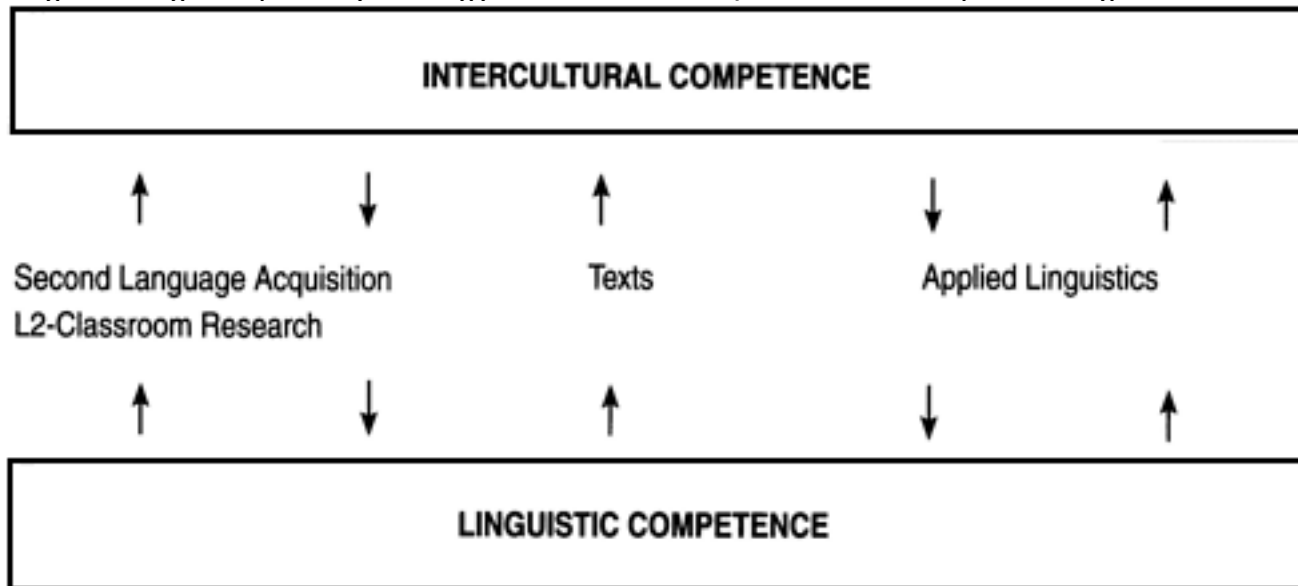 INTERCULTURAL COMPETENCE
Second Language Acquisition
L2-Classroom Research
Texts
Applied Linguistics
LINGUISTIC COMPETENCE